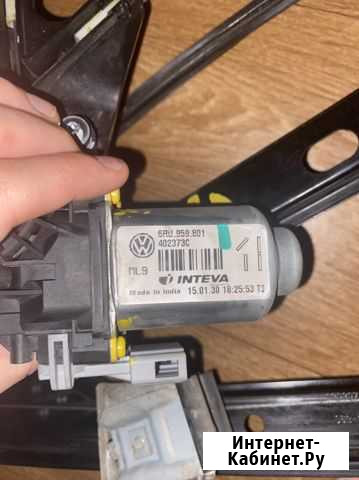 6RU.959.801
402373C
ML9
INTEVA
Made in India 15.01.30 18:25:53 T3
Интернет-
Кабинет.Ру